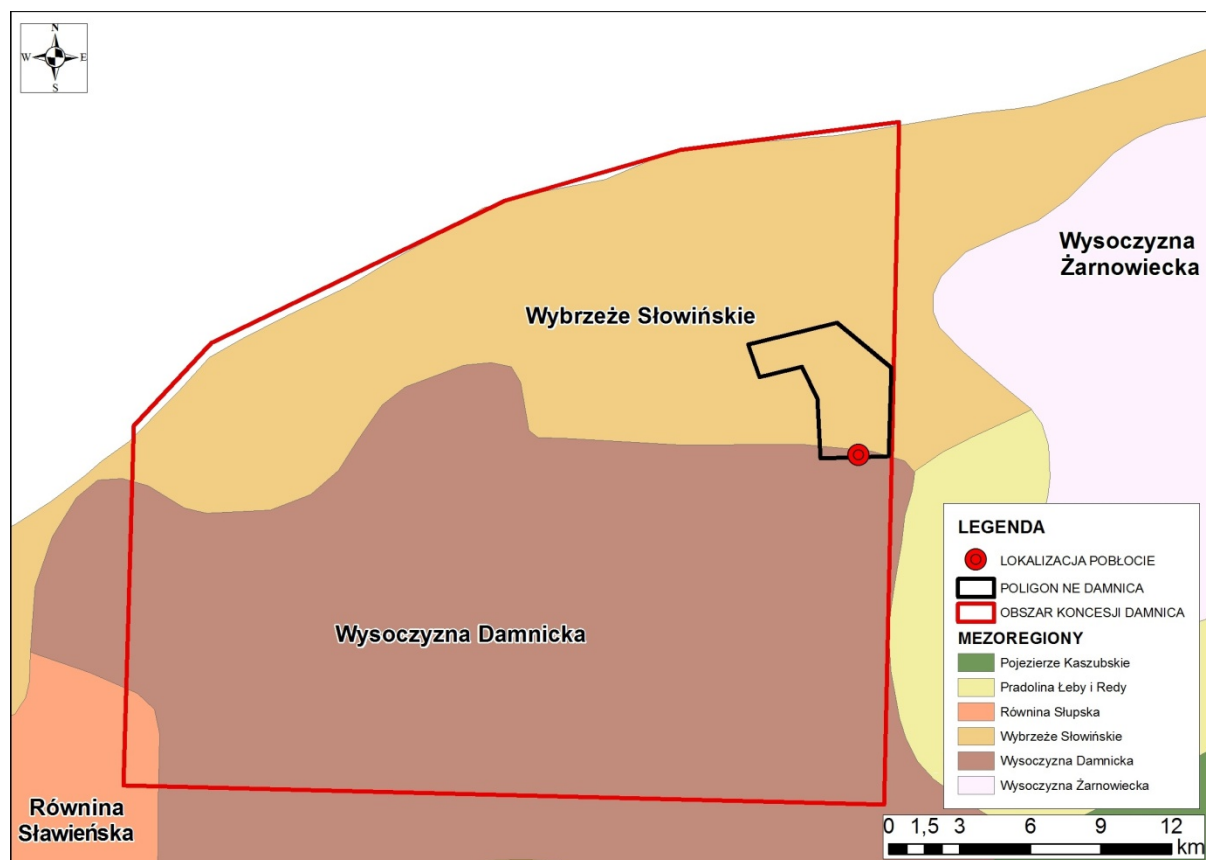 N
W E
S
Wysoczyzna
Żarnowiecka
Wybrzeże Słowińskie
Wysoczyzna Damnicka
Równina
Sławieńska
LEGENDA
LOKALIZACJA POBŁOCIE
POLIGON NE DAMNICA
OBSZAR KONCESJI DAMNICA
MEZOREGIONY
Pojezierze Kaszubskie
Pradolina Łeby i Redy
Równina Słupska
Wybrzeże Słowińskie
Wysoczyzna Damnicka
Wysoczyzna Żarnowiecka
0 1,5 3 6 9 12
km